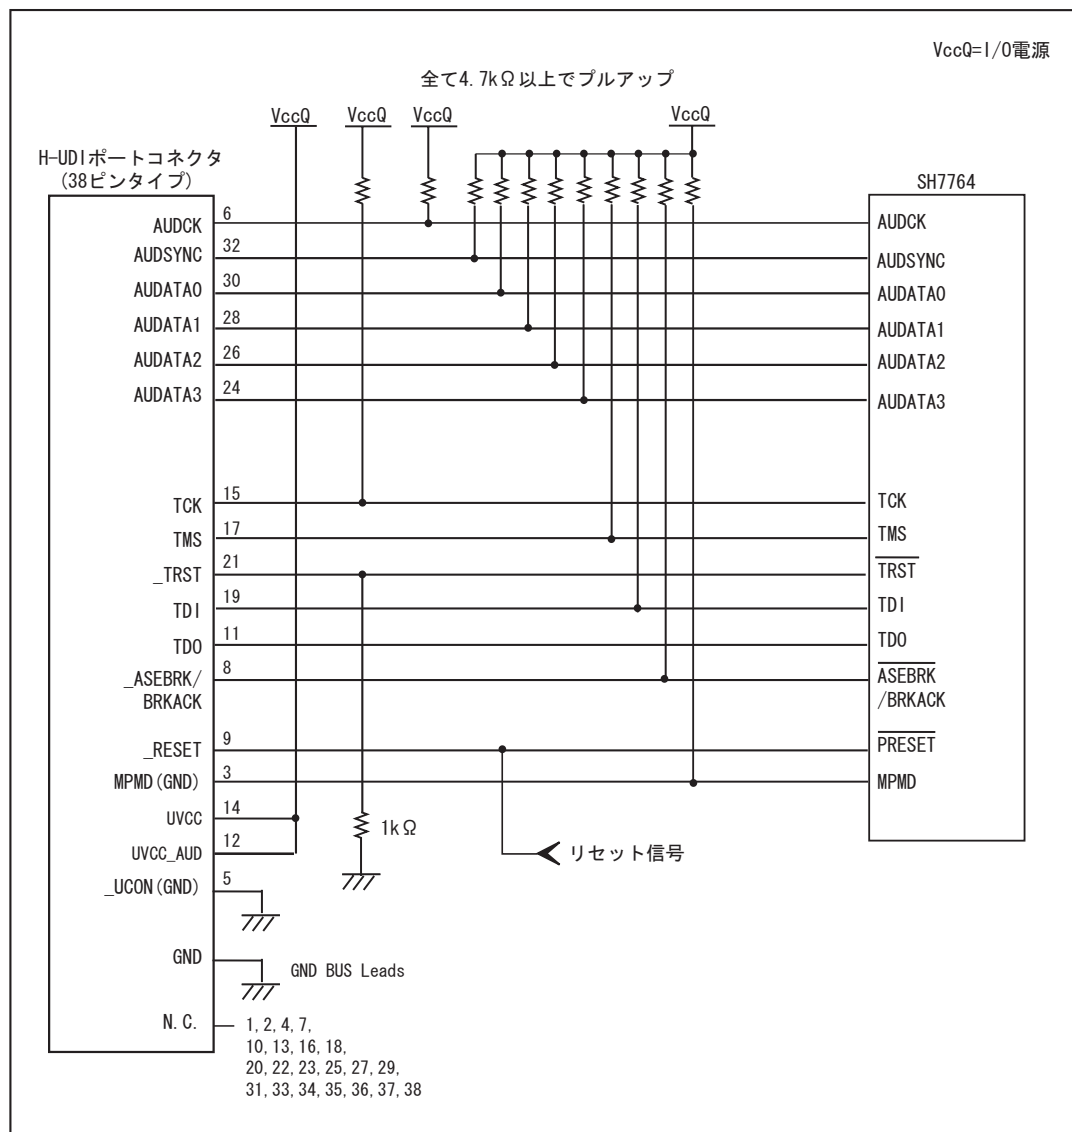 VccQ=I/O電源
全て4.7kΩ以上でプルアップ
VccQ VccQ VccQ VccQ
H-UDIポートコネクタ
(38ピンタイプ)
SH7764
AUDCK 6 AUDCK
AUDSYNC 32 AUDSYNC
AUDATA0 30 AUDATA0
AUDATA1 28 AUDATA1
AUDATA2 26 AUDATA2
AUDATA3 24 AUDATA3
TCK 15 TCK
TMS 17 TMS
_TRST 21 TRST
TDI 19 TDI
TDO 11 TDO
_ASEBRK/ 8 ASEBRK
BRKACK /BRKACK
_RESET 9 PRESET
MPMD(GND) 3 MPMD
UVCC 14
1kΩ
UVCC_AUD 12
リセット信号
_UCON(GND) 5
GND
GND BUS Leads
N.C. 1,2,4,7,
10,13,16,18,
20,22,23,25,27,29,
31,33,34,35,36,37,38